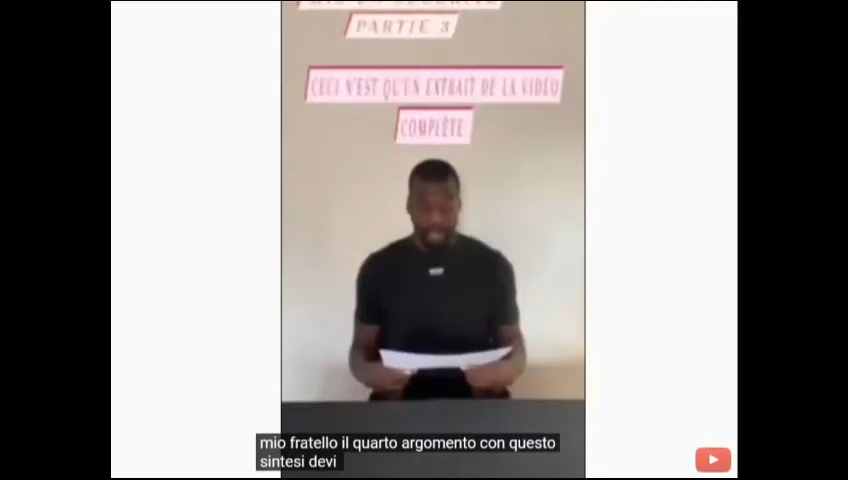 PARTIE 3
CECI N'EST QU'UN EXTRAIT DE LA VIDÉO
COMPLÈTE
mio fratello il quarto argomento con questo
sintesi devi